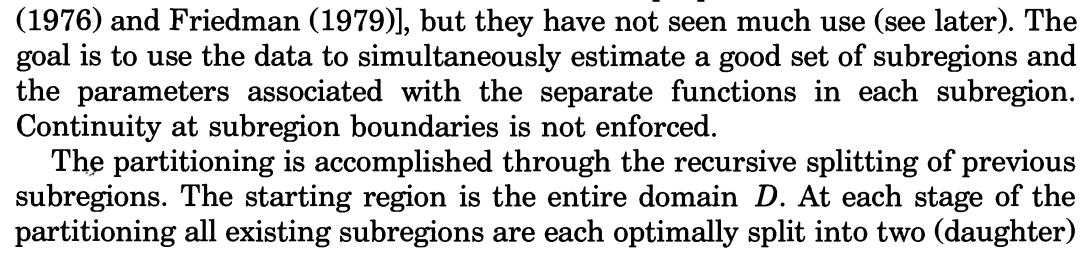 (1976) and Friedman (1979)], but they have not seen much use (see later). The
goal is to use the data to simultaneously estimate a good set of subregions and
the parameters associated with the separate functions in each subregion.
Continuity at subregion boundaries is not enforced.
The partitioning is accomplished through the recursive splitting of previous
subregions. The starting region is the entire domain D. At each stage of the
partitioning all existing subregions are each optimally split into two (daughter)